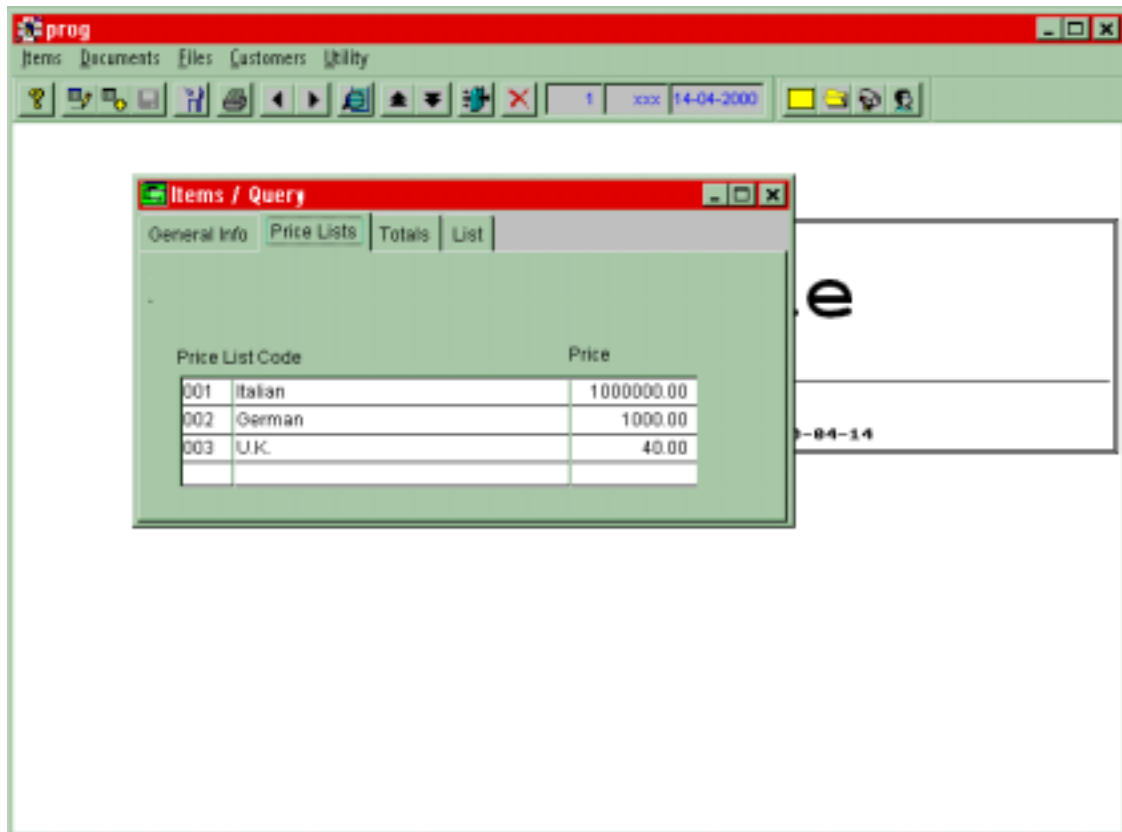 prog
Items Documents Files Customers Utility
1 xxx 14-04-2000
Items / Query
General Info Price Lists Totals List
Price List Code Price
001 Italian 1000000.00
002 German 1000.00
003 U.K. 40.00
e
-04-14